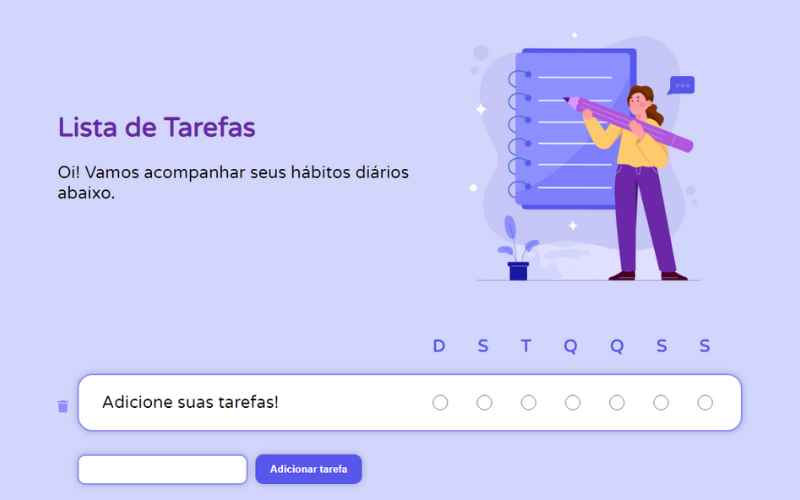 Lista de Tarefas
Oi! Vamos acompanhar seus hábitos diários
abaixo.
D S T Q Q S S
Adicione suas tarefas!
Adicionar tarefa